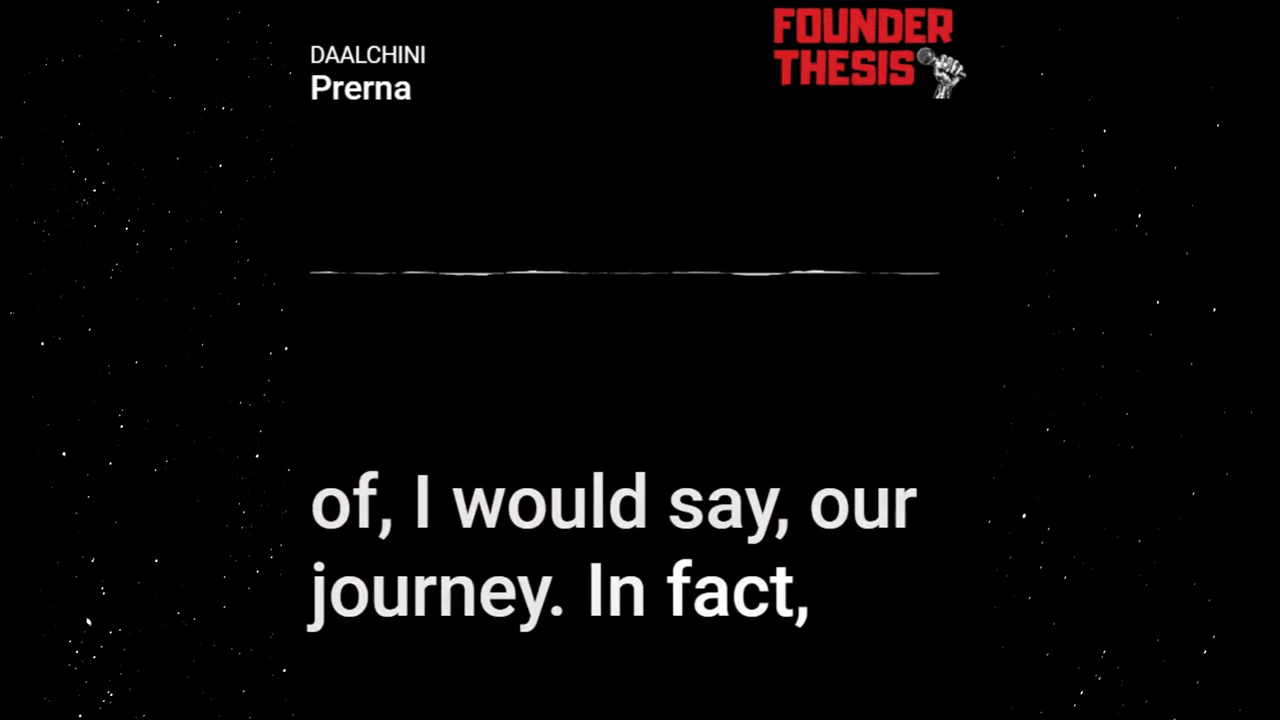 DAALCHINI
Prerna
FOUNDER
THESIS
of, I would say, our
journey. In fact,